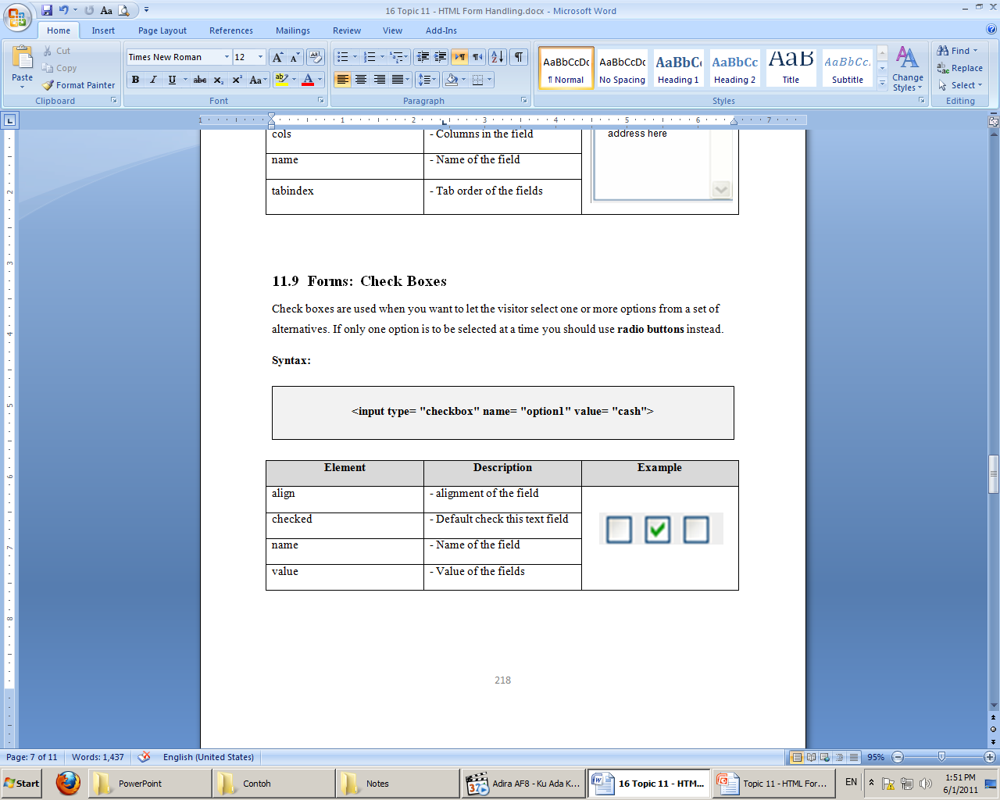 16 Topic 11 - HTML Form Handling.docx - Microsoft Word
Home Insert Page Layout References Mailings Review View Add-Ins
Paste
Cut
Copy
Format Painter
Clipboard
Times New Roman 12
Font
Paragraph
AaBbCcDc AaBbCcDc AaBbC AaBbCc AaB AaBbCc.
¶ Normal No Spacing Heading 1 Heading 2 Title Subtitle
Change Styles
Styles
Find
Replace
Select
Editing
cols - Columns in the field address here
name - Name of the field
tabindex - Tab order of the fields
11.9 Forms: Check Boxes
Check boxes are used when you want to let the visitor select one or more options from a set of
alternatives. If only one option is to be selected at a time you should use radio buttons instead.
Syntax:
<input type= "checkbox" name= "option1" value= "cash">
Element Description Example
align - alignment of the field
checked - Default check this text field
name - Name of the field
value - Value of the fields
218
Page: 7 of 11 Words: 1,437 English (United States) 95%
Start PowerPoint Contoh Notes Adira AF8 - Ku Ada K... 16 Topic 11 - HTM... Topic 11 - HTML For... EN 1:51 PM
6/1/2011